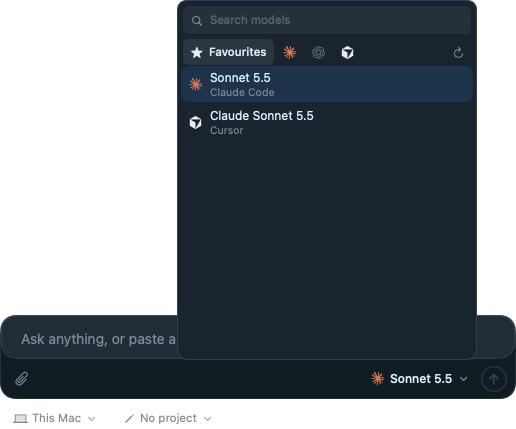 Search models
Favourites
Sonnet 5.5
Claude Code
Claude Sonnet 5.5
Cursor
Ask anything, or paste a
Sonnet 5.5
This Mac
No project